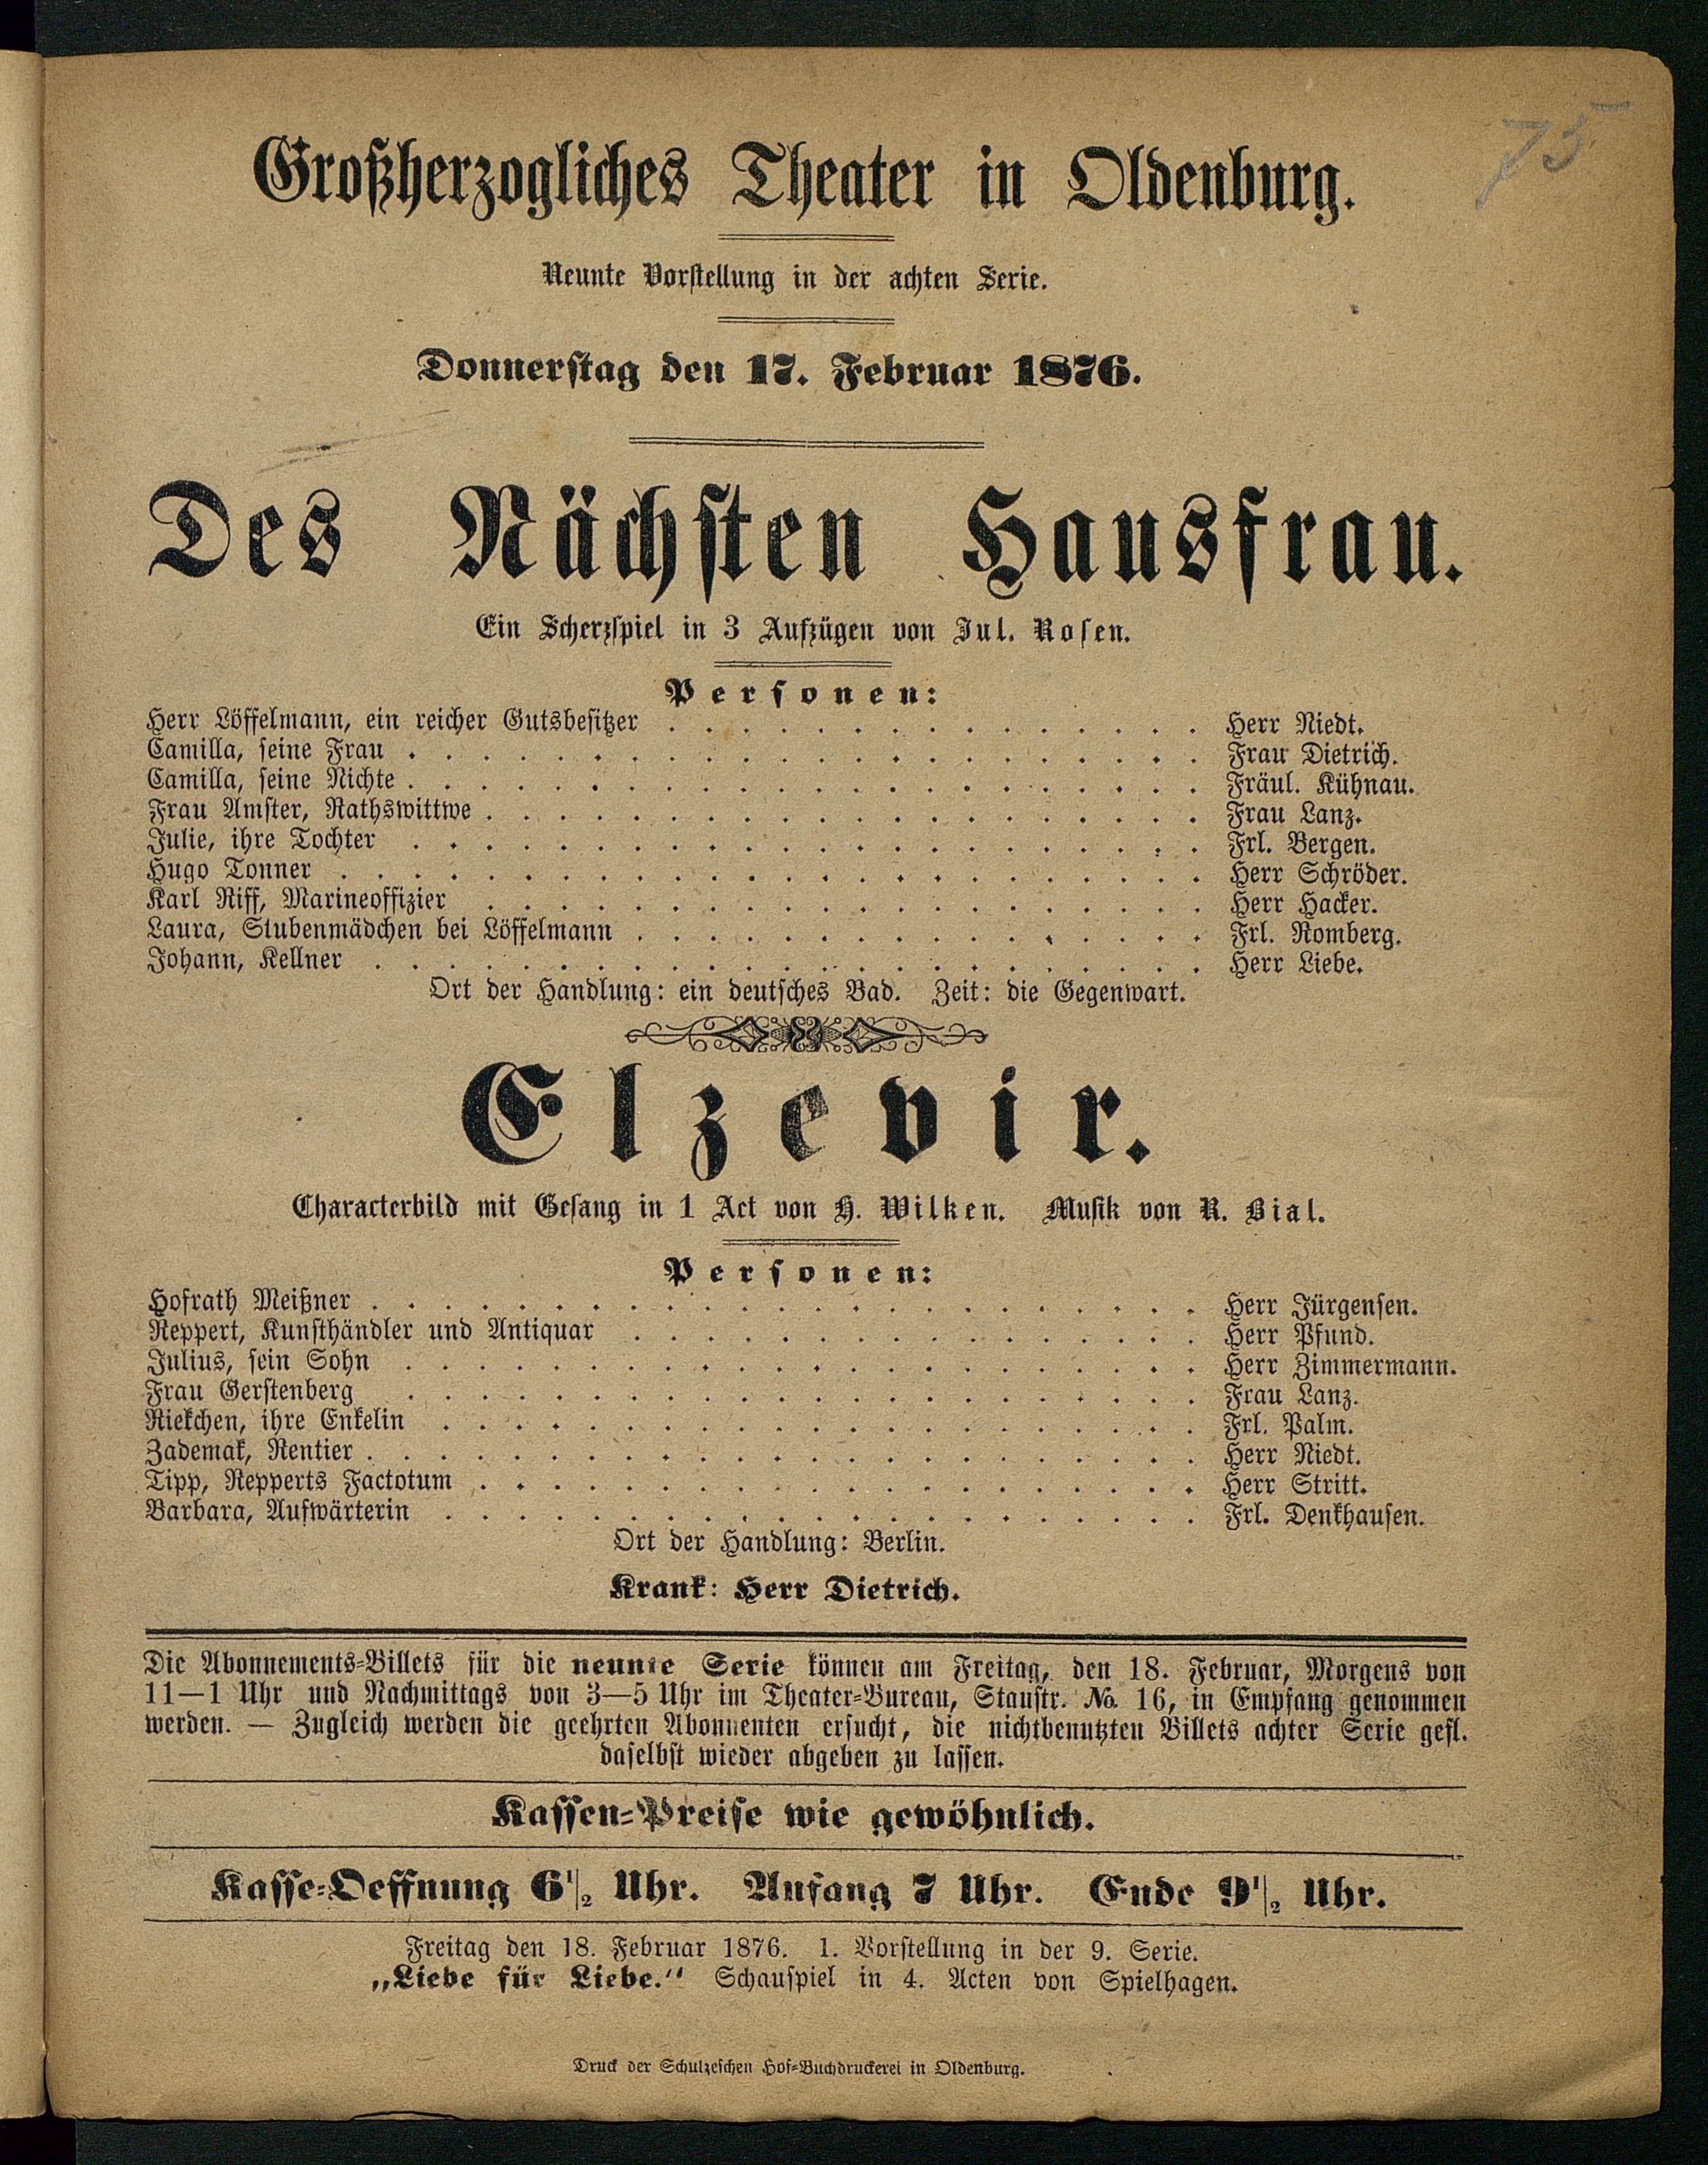 75
Großherzogliches Theater in Oldenburg.
Neunte Vorstellung in der achten Serie.
Donnerstag den 17. Februar 1876.
Des Nächsten Hausfrau.
Ein Scherzspiel in 3 Aufzügen von Jul. Rosen.
Personen:
Herr Löffelmann, ein reicher Gutsbesitzer . . . . . . . . . . . . . . . Herr Niedt.
Camilla, seine Frau . . . . . . . . . . . . . . . . . . . . . . Frau Dietrich.
Camilla, seine Nichte . . . . . . . . . . . . . . . . . . . . . . Fräul. Kühnau.
Frau Amster, Rathswittwe . . . . . . . . . . . . . . . . . . . . Frau Lanz.
Julie, ihre Tochter . . . . . . . . . . . . . . . . . . . . . . Frl. Bergen.
Hugo Tonner . . . . . . . . . . . . . . . . . . . . . . . . Herr Schröder.
Karl Riff, Marineoffizier . . . . . . . . . . . . . . . . . . . . Herr Hacker.
Laura, Stubenmädchen bei Löffelmann . . . . . . . . . . . . . . . . Frl. Romberg.
Johann, Kellner . . . . . . . . . . . . . . . . . . . . . . . Herr Liebe.
Ort der Handlung: ein deutsches Bad. Zeit: die Gegenwart.
Elzevir.
Characterbild mit Gesang in 1 Act von H. Wilken. Musik von R. Bial.
Personen:
Hofrath Meißner . . . . . . . . . . . . . . . . . . . . . . . Herr Jürgensen.
Reppert, Kunsthändler und Antiquar . . . . . . . . . . . . . . . . Herr Pfund.
Julius, sein Sohn . . . . . . . . . . . . . . . . . . . . . . Herr Zimmermann.
Frau Gerstenberg . . . . . . . . . . . . . . . . . . . . . . Frau Lanz.
Riekchen, ihre Enkelin . . . . . . . . . . . . . . . . . . . . . Frl. Palm.
Zademak, Rentier . . . . . . . . . . . . . . . . . . . . . . . Herr Niedt.
Tipp, Repperts Factotum . . . . . . . . . . . . . . . . . . . . Herr Stritt.
Barbara, Aufwärterin . . . . . . . . . . . . . . . . . . . . . Frl. Denkhausen.
Ort der Handlung: Berlin.
Krank: Herr Dietrich.
Die Abonnements-Billets für die neunte Serie können am Freitag, den 18. Februar, Morgens von
11—1 Uhr und Nachmittags von 3—5 Uhr im Theater-Bureau, Staustr. No. 16, in Empfang genommen
werden. — Zugleich werden die geehrten Abonnenten ersucht, die nichtbenutzten Billets achter Serie gefl.
daselbst wieder abgeben zu lassen.
Kassen-Preise wie gewöhnlich.
Kasse-Oeffnung 6 1/2 Uhr. Anfang 7 Uhr. Ende 9 1/2 Uhr.
Freitag den 18. Februar 1876. 1. Vorstellung in der 9. Serie.
„Liebe für Liebe.“ Schauspiel in 4. Acten von Spielhagen.
Druck der Schulzeschen Hof-Buchdruckerei in Oldenburg.